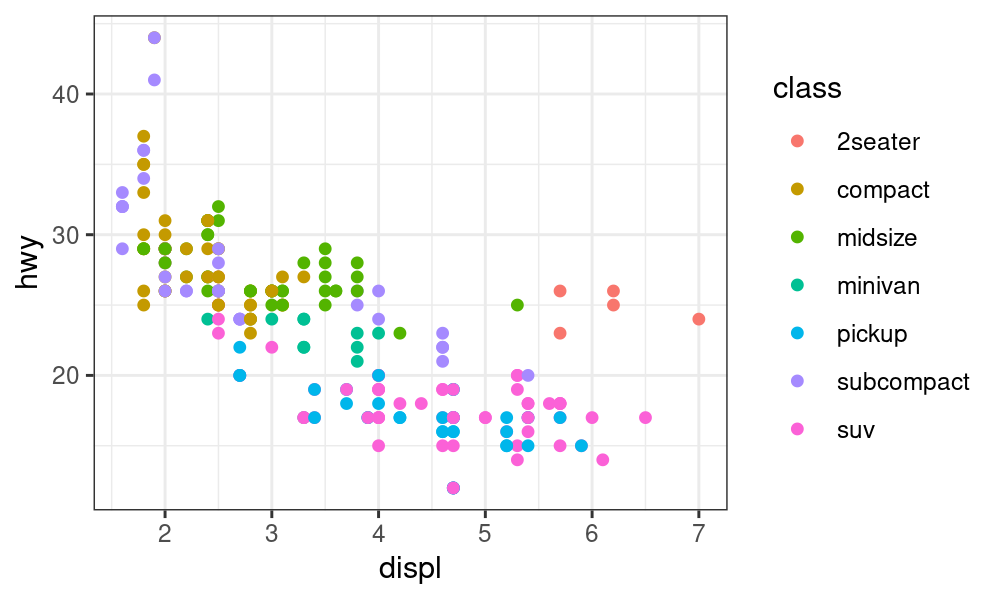 40
30
20
hwy
2 3 4 5 6 7
displ
class
2seater
compact
midsize
minivan
pickup
subcompact
suv